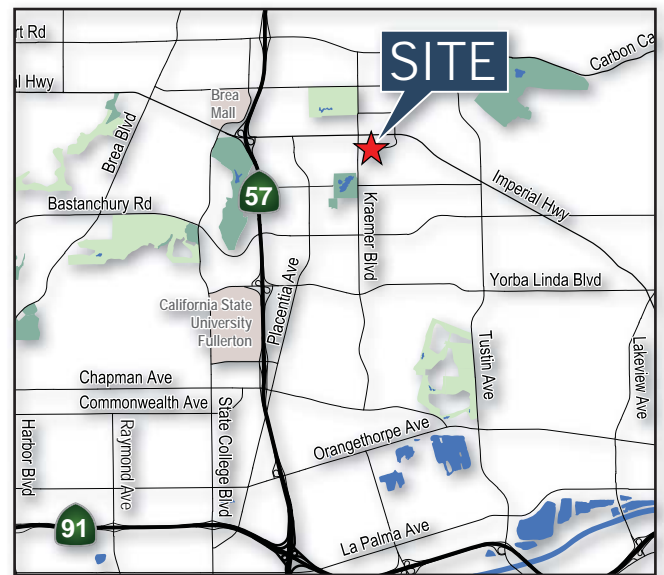 rt Rd
SITE
Carbon Ca
al Hwy
Brea
Mall
Brea Blvd
57
Imperial Hwy
Bastanchury Rd
Kraemer Blvd
Yorba Linda Blvd
Placentia Ave
California State
University
Fullerton
Tustin Ave
Lakeview Ave
Chapman Ave
Commonwealth Ave
State College Blvd
Harbor Blvd
Raymond Ave
Orangethorpe Ave
91
La Palma Ave